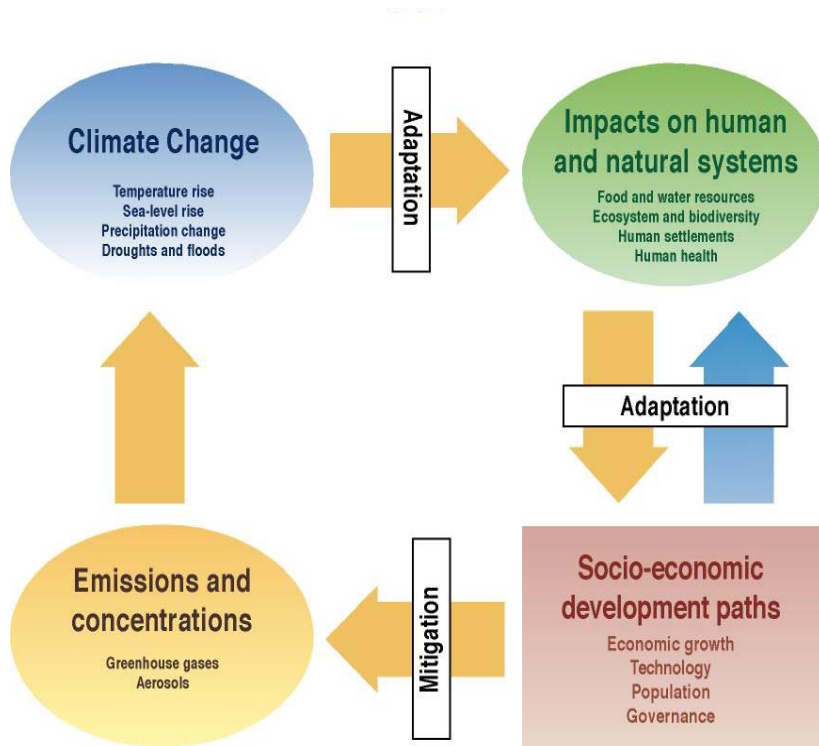 Climate Change
Temperature rise
Sea-level rise
Precipitation change
Droughts and floods
Adaptation
Impacts on human
and natural systems
Food and water resources
Ecosystem and biodiversity
Human settlements
Human health
Adaptation
Emissions and
concentrations
Greenhouse gases
Aerosols
Mitigation
Socio-economic
development paths
Economic growth
Technology
Population
Governance